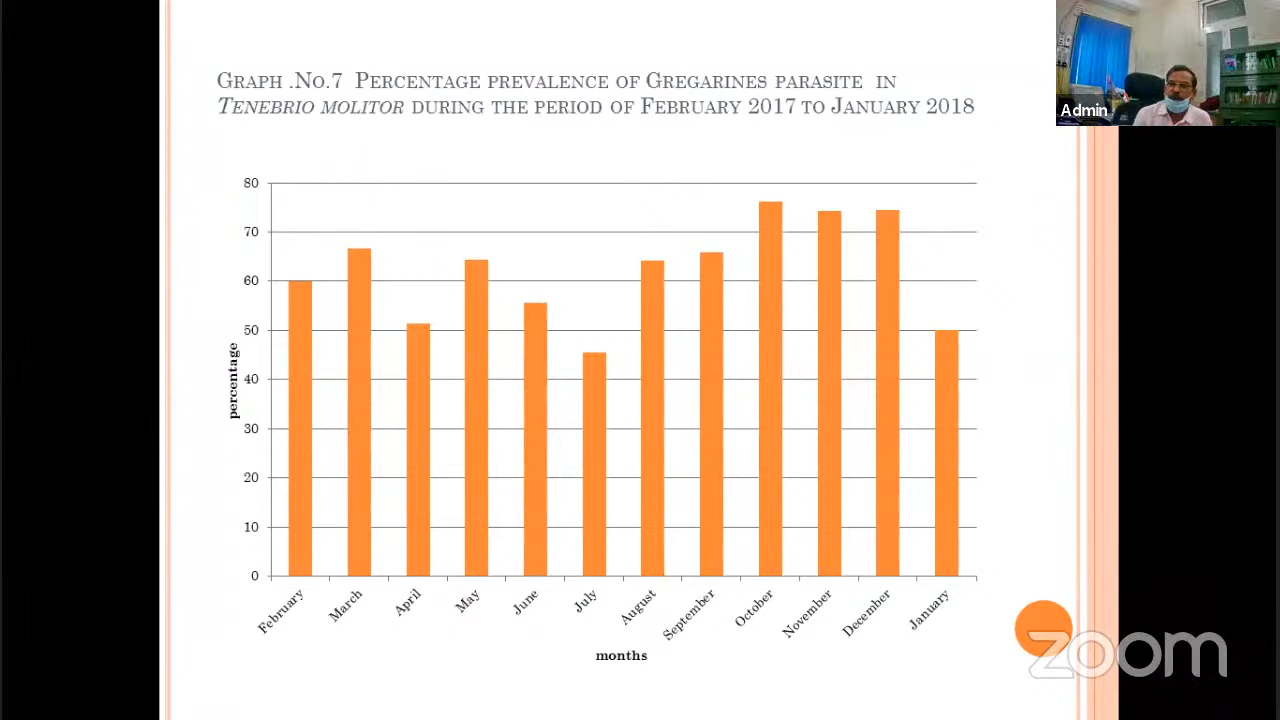 GRAPH .NO.7 PERCENTAGE PREVALENCE OF GREGARINES PARASITE IN
TENEBRIO MOLITOR DURING THE PERIOD OF FEBRUARY 2017 TO JANUARY 2018
Admin
80
70
60
50
40
30
20
10
0
percentage
February
March
April
May
June
July
August
September
October
November
December
January
months
zoom